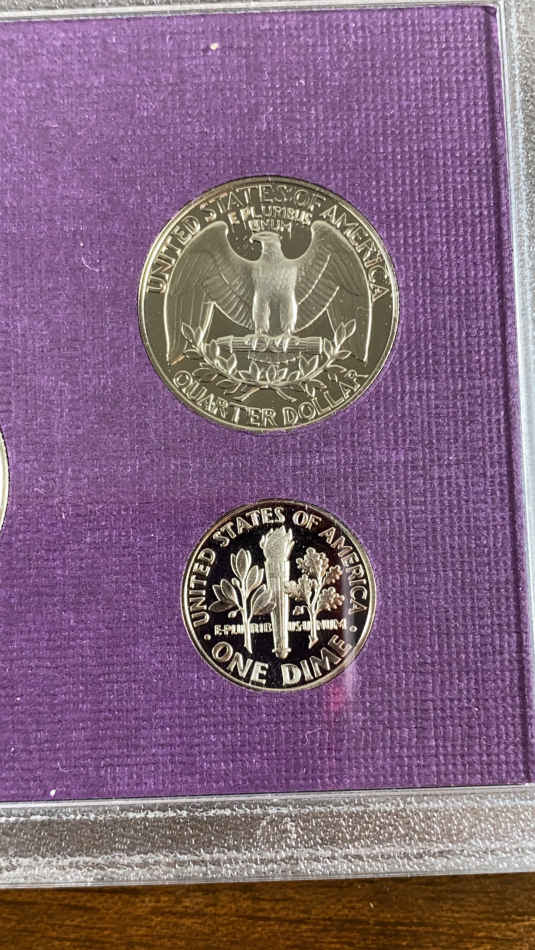 UNITED STATES OF AMERICA
E PLURIBUS
UNUM
QUARTER DOLLAR
UNITED STATES OF AMERICA
E·PLURIBUS·UNUM
ONE DIME